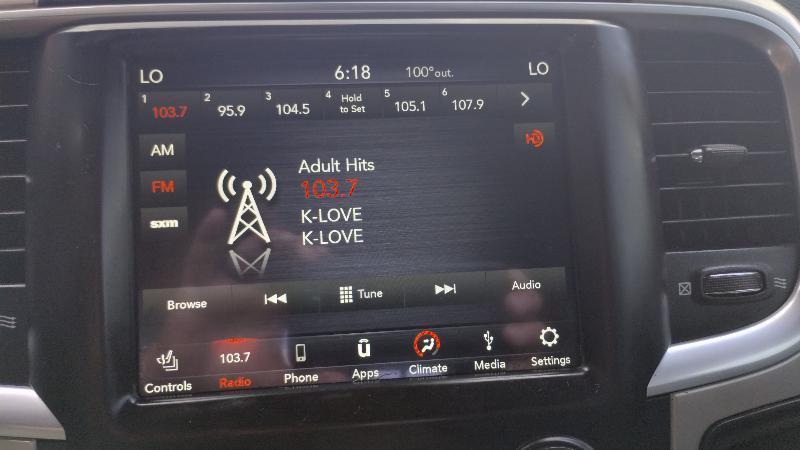 LO 6:18 100° out. LO
1 103.7 2 95.9 3 104.5 4 Hold to Set 5 105.1 6 107.9 >
AM
FM
sxm
HD
Adult Hits
103.7
K-LOVE
K-LOVE
Browse Tune Audio
103.7
Controls Radio Phone Apps Climate Media Settings